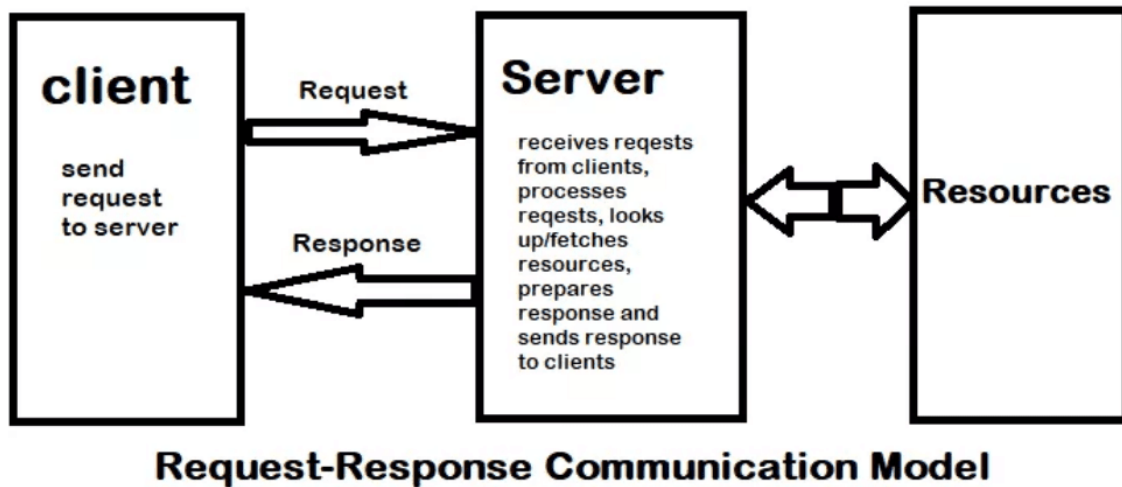 client
send
request
to server
Request
Response
Server
receives reqests
from clients,
processes
reqests, looks
up/fetches
resources,
prepares
response and
sends response
to clients
Resources
Request-Response Communication Model